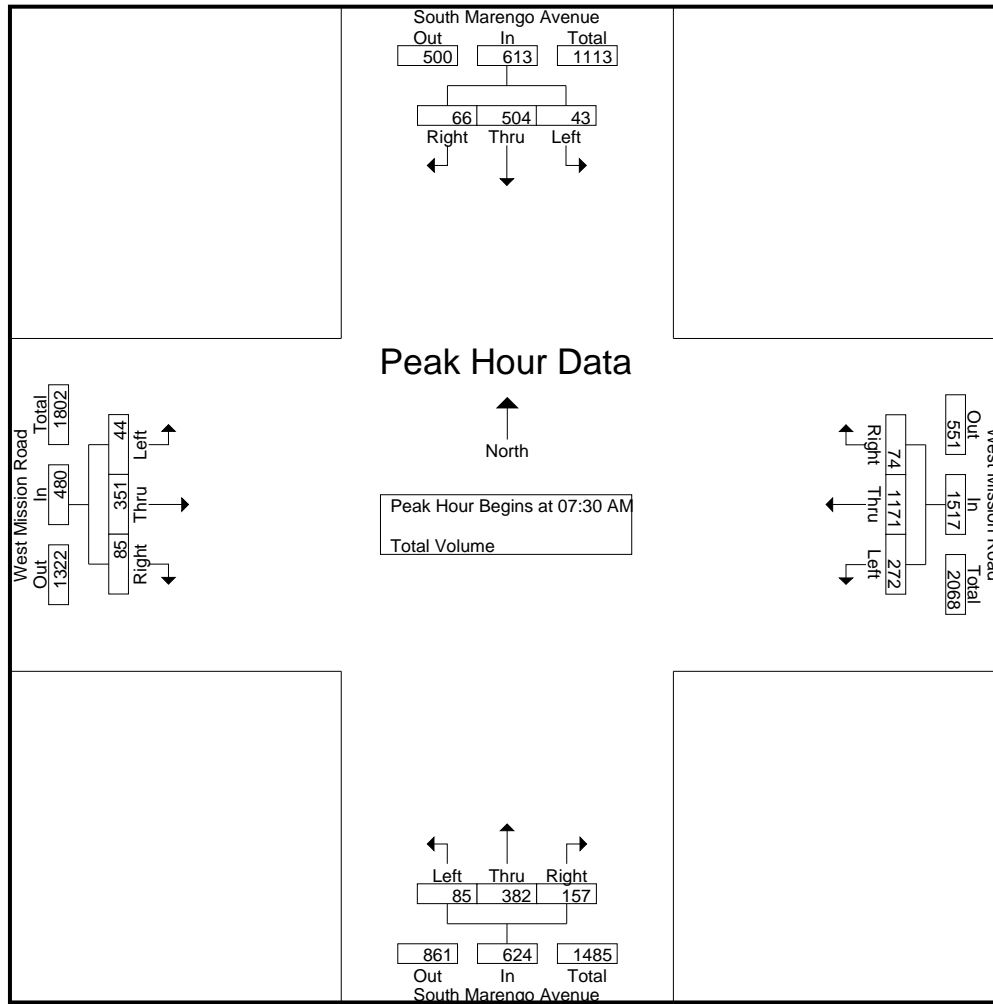 South Marengo Avenue
Out In Total
500 613 1113
66 504 43
Right Thru Left
Peak Hour Data
North
Peak Hour Begins at 07:30 AM
Total Volume
West Mission Road
Total In Out
1802 480 1322
44 351 85
Left Thru Right
West Mission Road
Out In Total
551 1517 2068
74 1171 272
Right Thru Left
Left Thru Right
85 382 157
861 624 1485
Out In Total
South Marengo Avenue